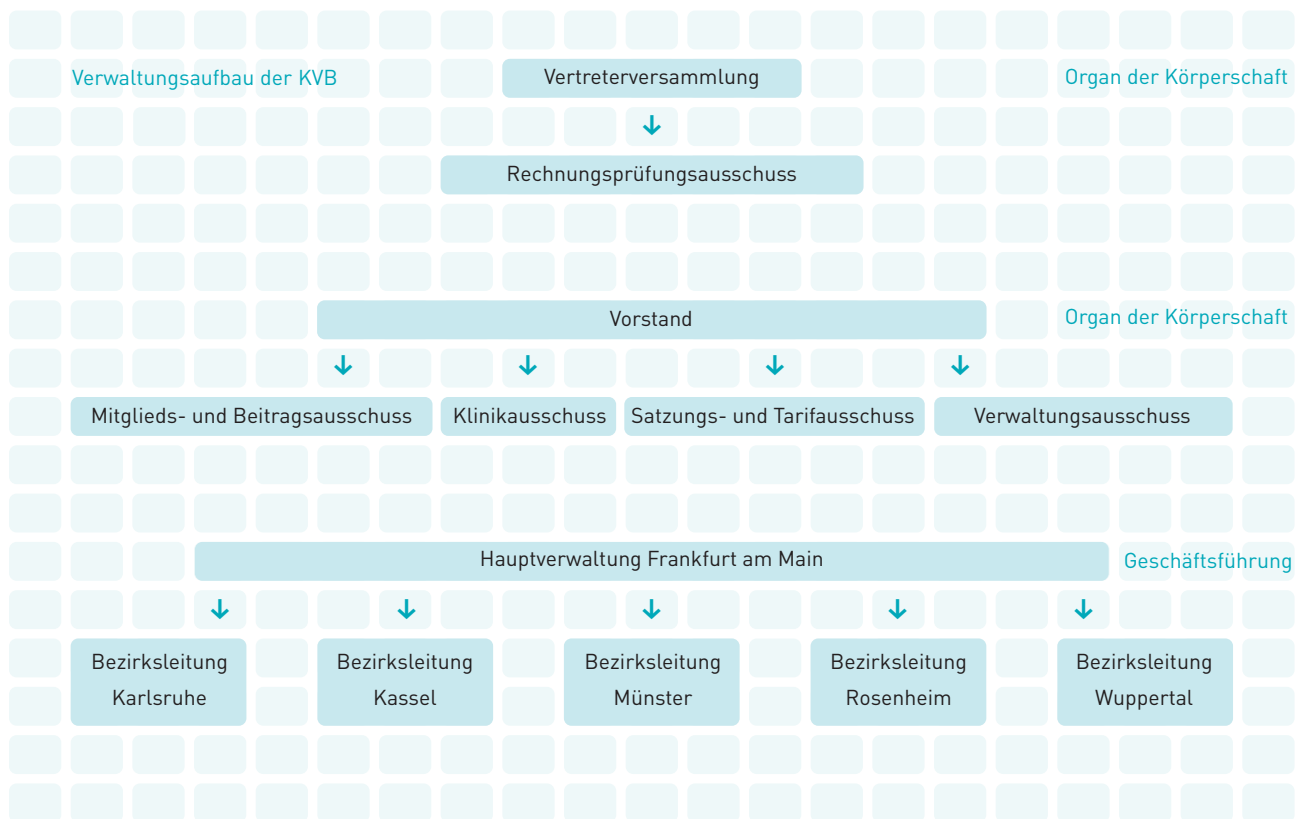 Verwaltungsaufbau der KVB
Vertreterversammlung
Organ der Körperschaft
Rechnungsprüfungsausschuss
Vorstand
Organ der Körperschaft
Mitglieds- und Beitragsausschuss
Klinikausschuss
Satzungs- und Tarifausschuss
Verwaltungsausschuss
Hauptverwaltung Frankfurt am Main
Geschäftsführung
Bezirksleitung
Karlsruhe
Bezirksleitung
Kassel
Bezirksleitung
Münster
Bezirksleitung
Rosenheim
Bezirksleitung
Wuppertal